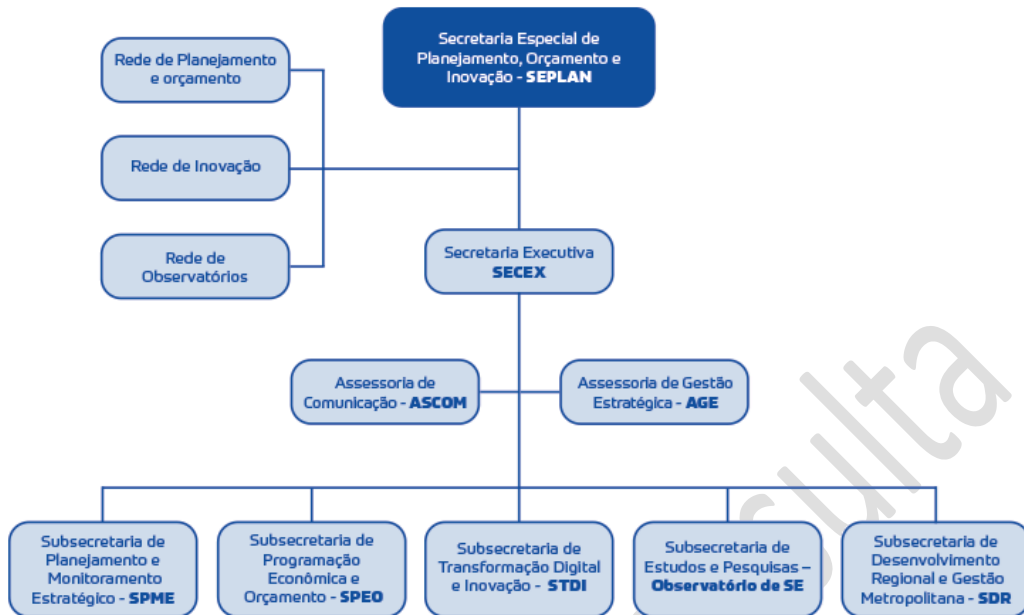 Secretaria Especial de
Planejamento, Orçamento e
Inovação - SEPLAN
Rede de Planejamento
e orçamento
Rede de Inovação
Rede de
Observatórios
Secretaria Executiva
SECEX
Assessoria de
Comunicação - ASCOM
Assessoria de Gestão
Estratégica - AGE
Subsecretaria de
Planejamento e
Monitoramento
Estratégico - SPME
Subsecretaria de
Programação
Econômica e
Orçamento - SPEO
Subsecretaria de
Transformação Digital
e Inovação - STDI
Subsecretaria de
Estudos e Pesquisas –
Observatório de SE
Subsecretaria de
Desenvolvimento
Regional e Gestão
Metropolitana - SDR